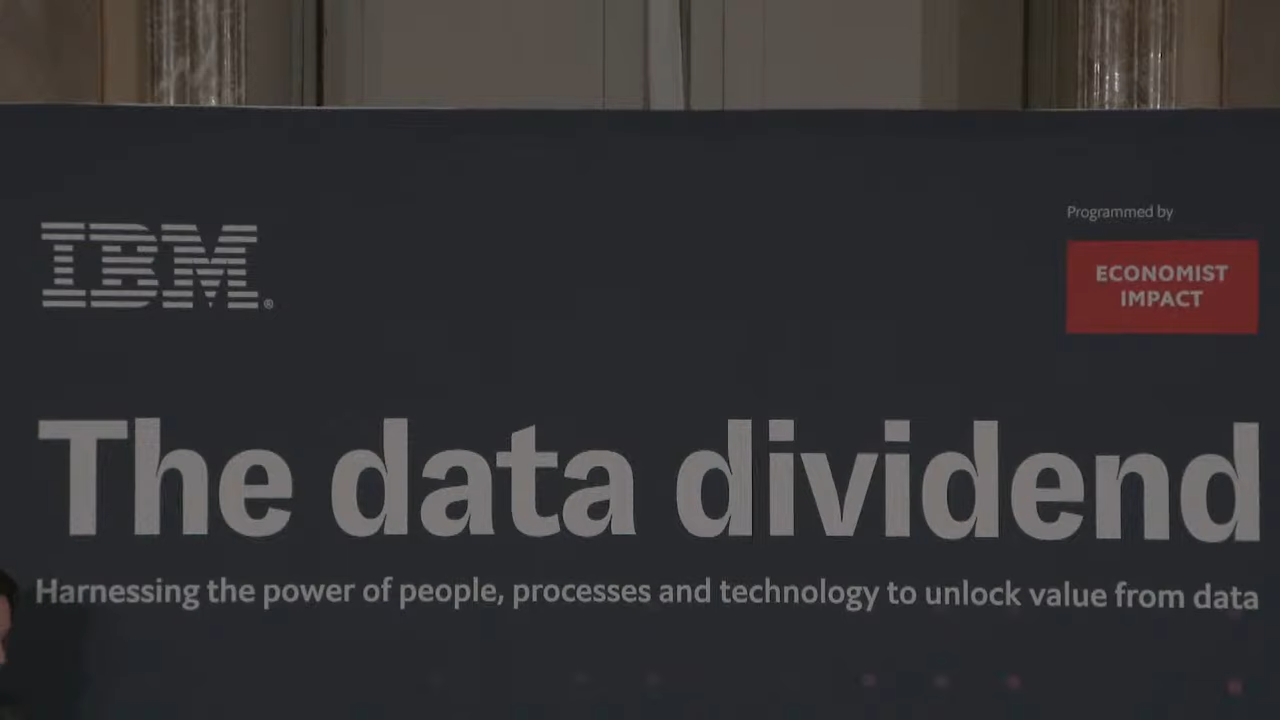 IBM®
Programmed by
ECONOMIST
IMPACT
The data dividend
Harnessing the power of people, processes and technology to unlock value from data